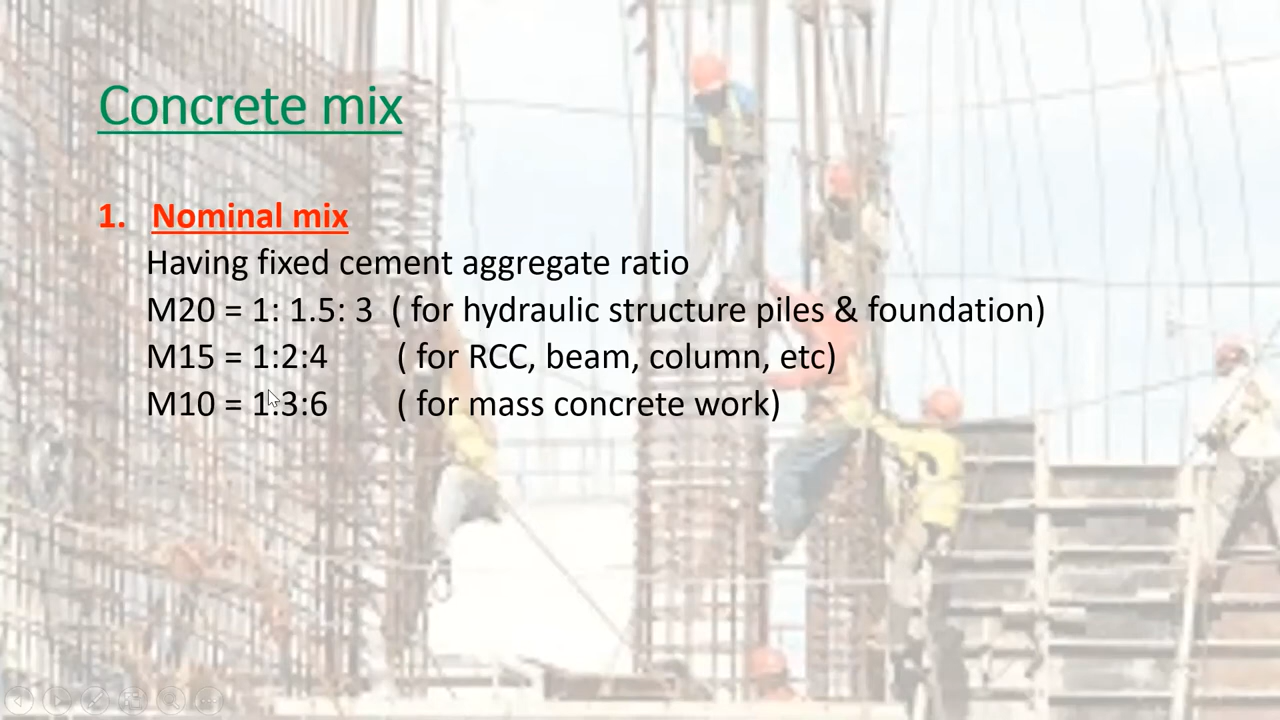 Concrete mix
1. Nominal mix
Having fixed cement aggregate ratio
M20 = 1: 1.5: 3 ( for hydraulic structure piles & foundation)
M15 = 1:2:4 ( for RCC, beam, column, etc)
M10 = 1:3:6 ( for mass concrete work)